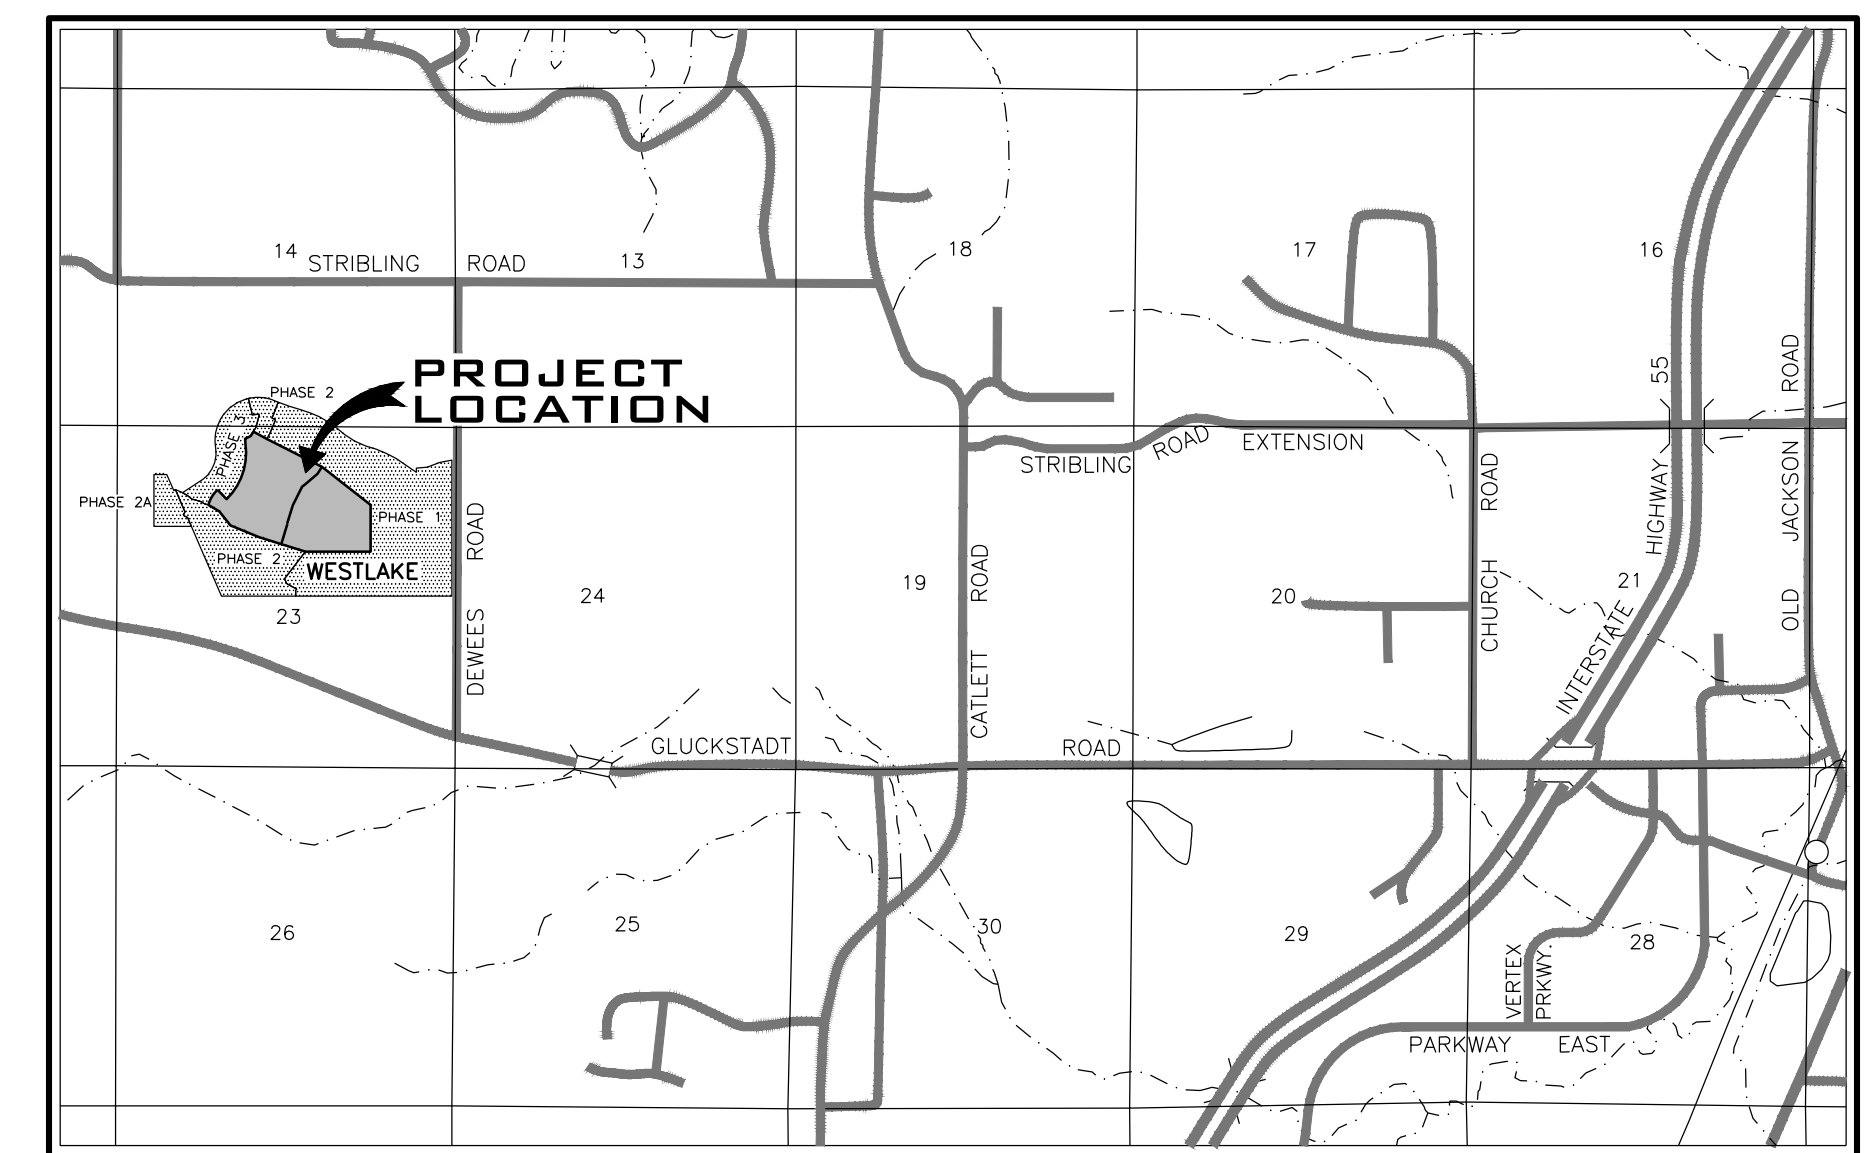 14
STRIBLING ROAD
13
18
17
16
PROJECT
LOCATION
PHASE 2
PHASE 3
PHASE 2A
PHASE 1
PHASE 2
WESTLAKE
23
DEWEES ROAD
24
19
CATLETT ROAD
STRIBLING ROAD EXTENSION
20
CHURCH ROAD
INTERSTATE HIGHWAY 55
21
OLD JACKSON ROAD
GLUCKSTADT ROAD
26
25
30
29
28
VERTEX
PRKWY.
PARKWAY EAST